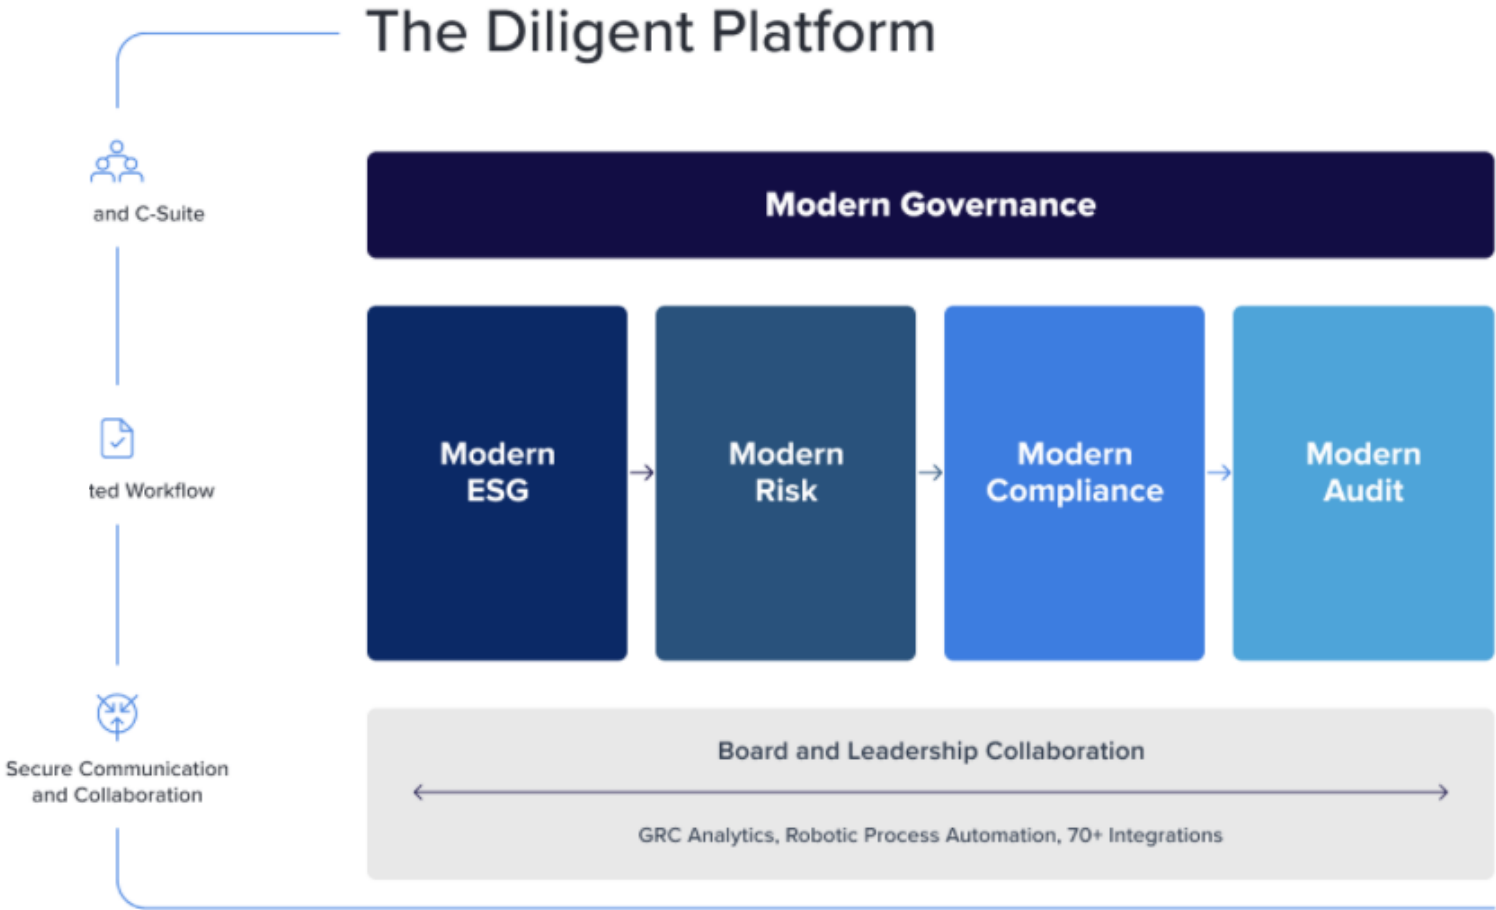 The Diligent Platform
and C-Suite
Modern Governance
Modern
ESG
Modern
Risk
Modern
Compliance
Modern
Audit
ted Workflow
Secure Communication
and Collaboration
Board and Leadership Collaboration
GRC Analytics, Robotic Process Automation, 70+ Integrations